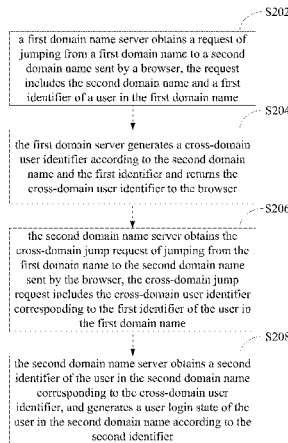 S202
a first domain name server obtains a request of
jumping from a first domain name to a second
domain name sent by a browser, the request
includes the second domain name and a first
identifier of a user in the first domain name
S204
the first domain server generates a cross-domain
user identifier according to the second domain
name and the first identifier and returns the
cross-domain user identifier to the browser
S206
the second domain name server obtains the
cross-domain jump request of jumping from the
first domain name to the second domain name
sent by the browser, the cross-domain jump
request includes the cross-domain user identifier
corresponding to the first identifier of the user in
the first domain name
S208
the second domain name server obtains a second
identifier of the user in the second domain name
corresponding to the cross-domain user
identifier, and generates a user login state of the
user in the second domain name according to the
second identifier